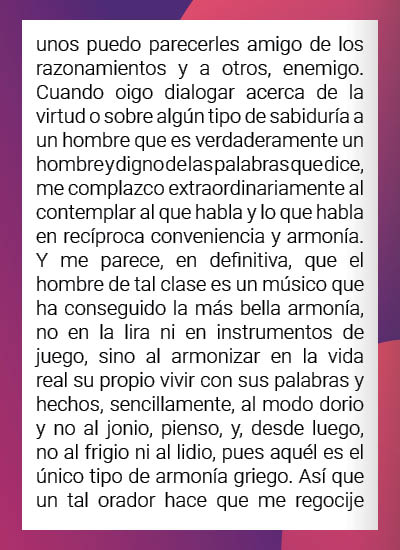 unos puedo parecerles amigo de los
razonamientos y a otros, enemigo.
Cuando oigo dialogar acerca de la
virtud o sobre algún tipo de sabiduría a
un hombre que es verdaderamente un
hombre y digno de las palabras que dice,
me complazco extraordinariamente al
contemplar al que habla y lo que habla
en recíproca conveniencia y armonía.
Y me parece, en definitiva, que el
hombre de tal clase es un músico que
ha conseguido la más bella armonía,
no en la lira ni en instrumentos de
juego, sino al armonizar en la vida
real su propio vivir con sus palabras y
hechos, sencillamente, al modo dorio
y no al jonio, pienso, y, desde luego,
no al frigio ni al lidio, pues aquél es el
único tipo de armonía griego. Así que
un tal orador hace que me regocije